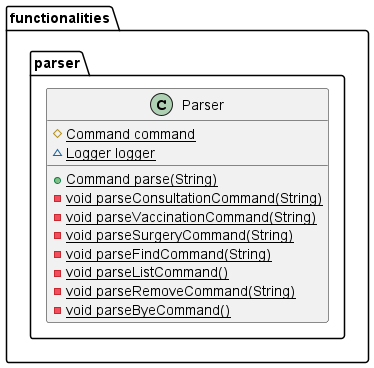 functionalities
parser
C Parser
Command command
Logger logger
Command parse(String)
void parseConsultationCommand(String)
void parseVaccinationCommand(String)
void parseSurgeryCommand(String)
void parseFindCommand(String)
void parseListCommand()
void parseRemoveCommand(String)
void parseByeCommand()